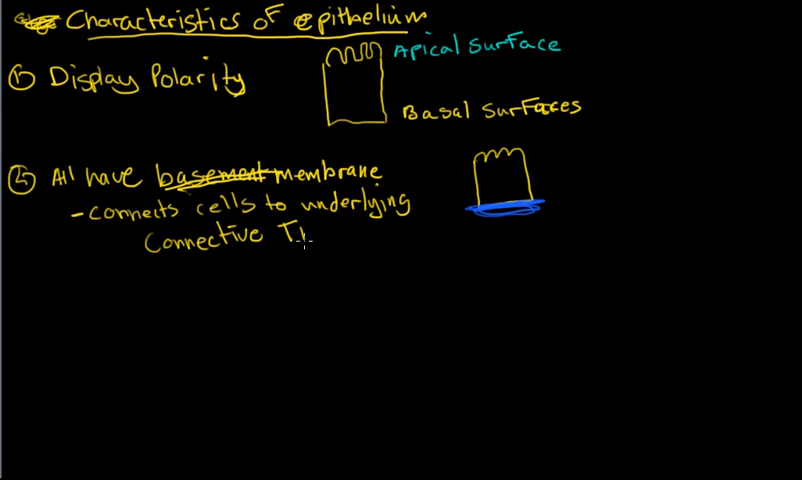 Characteristics of epithelium
① Display Polarity
Apical Surface
Basal Surfaces
② All have basement membrane
- connects cells to underlying
Connective